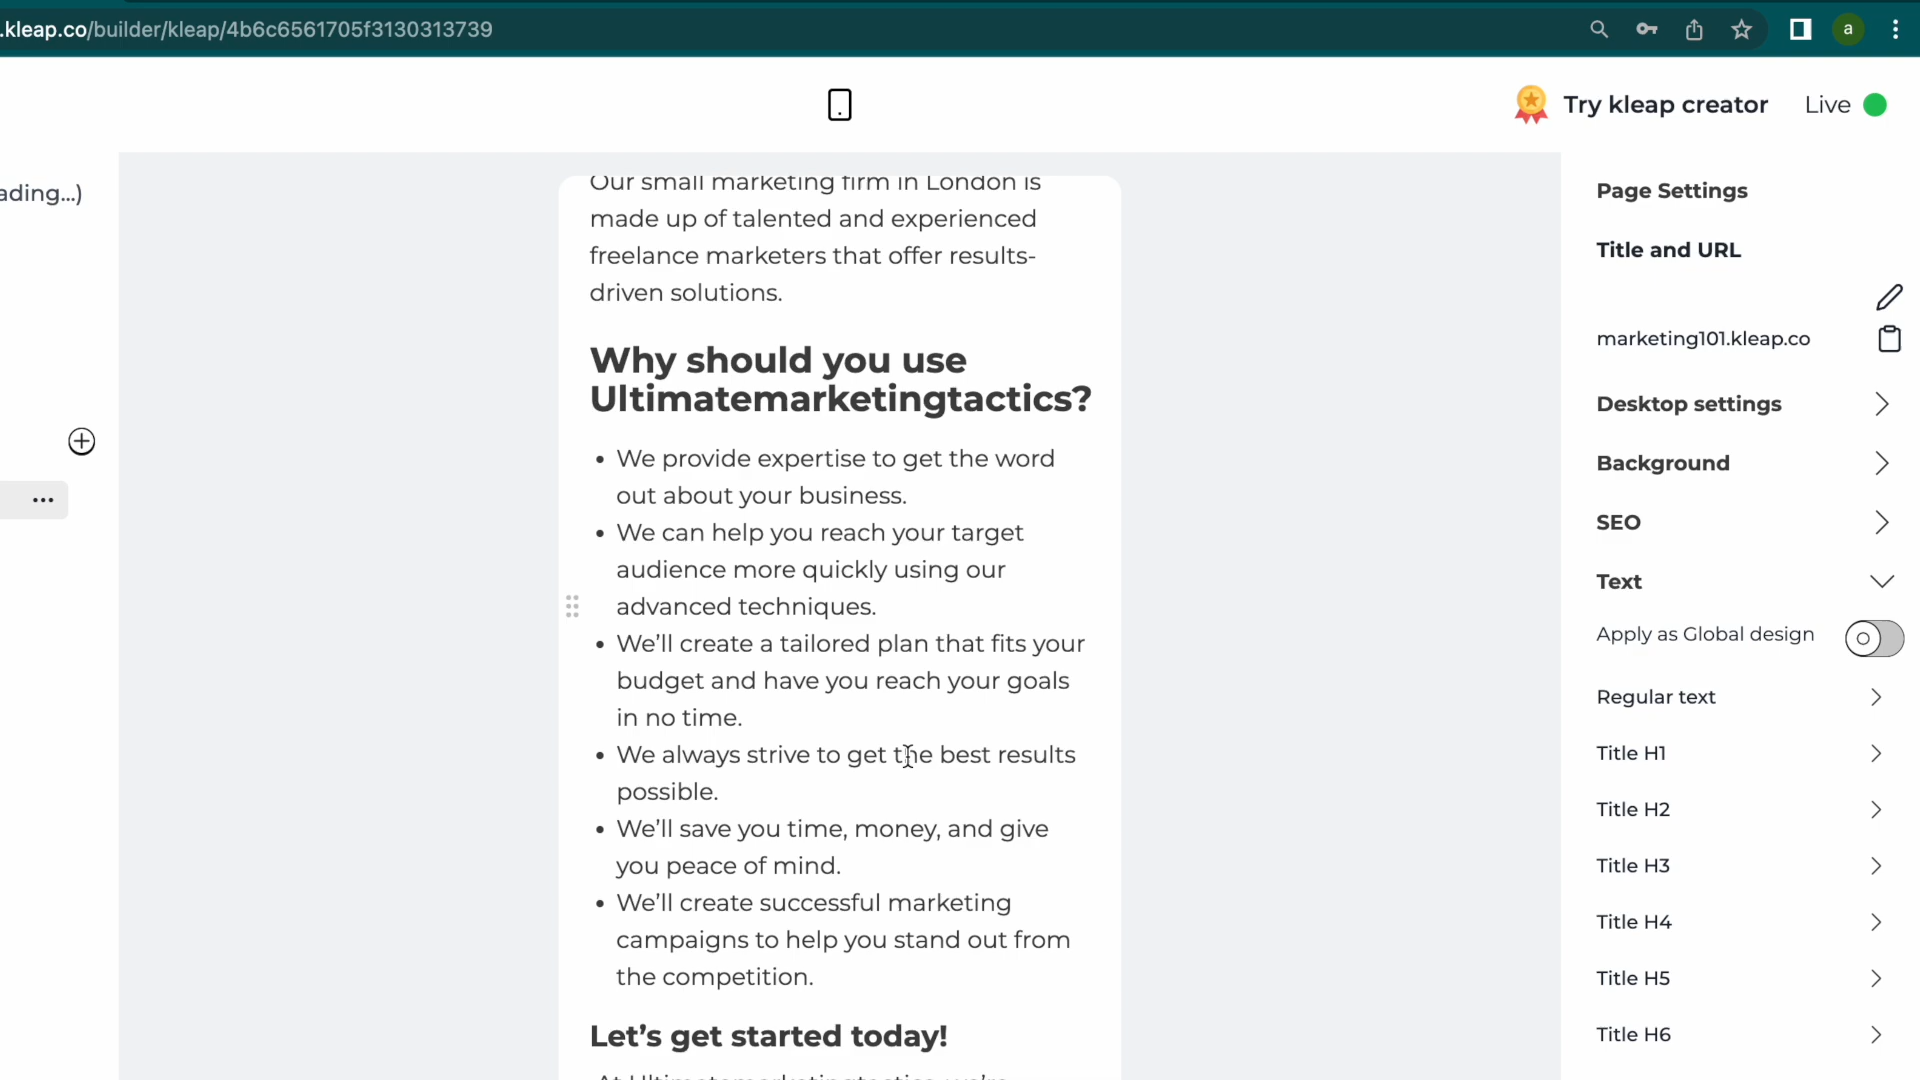 .kleap.co/builder/kleap/4b6c6561705f3130313739
a
Try kleap creator
Live
ading...)
Our small marketing firm in London is
made up of talented and experienced
freelance marketers that offer results-
driven solutions.
Why should you use
Ultimatemarketingtactics?
• We provide expertise to get the word
out about your business.
• We can help you reach your target
audience more quickly using our
advanced techniques.
• We’ll create a tailored plan that fits your
budget and have you reach your goals
in no time.
• We always strive to get the best results
possible.
• We’ll save you time, money, and give
you peace of mind.
• We’ll create successful marketing
campaigns to help you stand out from
the competition.
Let’s get started today!
At Ultimatemarketingtactics, we’re
Page Settings
Title and URL
marketing101.kleap.co
Desktop settings
Background
SEO
Text
Apply as Global design
Regular text
Title H1
Title H2
Title H3
Title H4
Title H5
Title H6